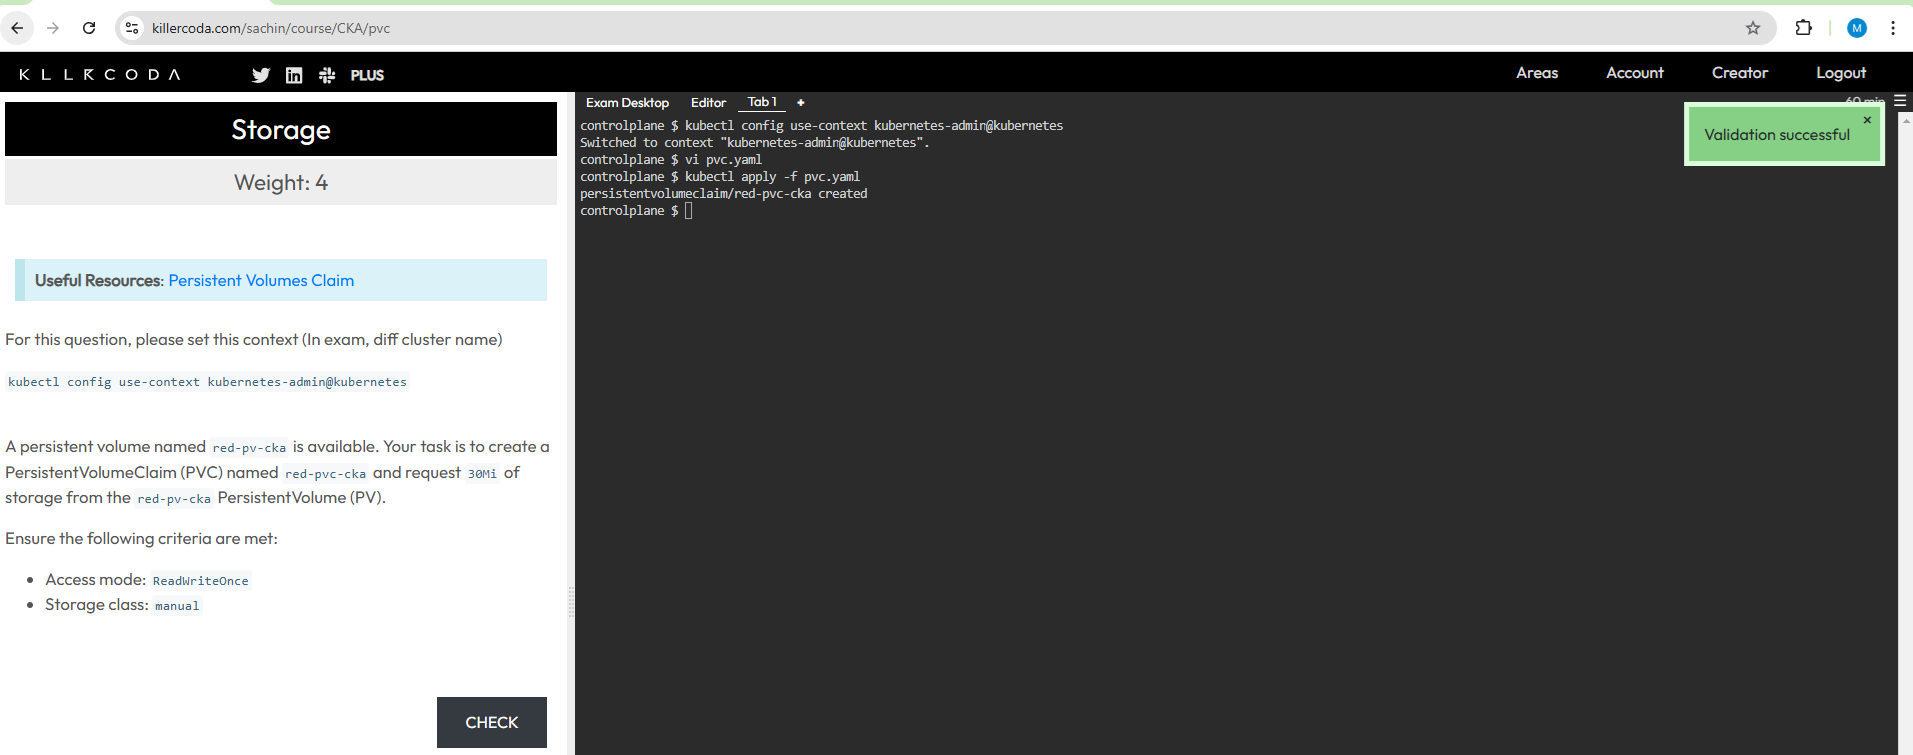 killercoda.com/sachin/course/CKA/pvc
M
KLLRCODA
PLUS
Areas
Account
Creator
Logout
Storage
Weight: 4
Useful Resources: Persistent Volumes Claim
For this question, please set this context (In exam, diff cluster name)
kubectl config use-context kubernetes-admin@kubernetes
A persistent volume named red-pv-cka is available. Your task is to create a
PersistentVolumeClaim (PVC) named red-pvc-cka and request 30Mi of
storage from the red-pv-cka PersistentVolume (PV).
Ensure the following criteria are met:
Access mode: ReadWriteOnce
Storage class: manual
CHECK
Exam Desktop
Editor
Tab 1
+
60 min
controlplane $ kubectl config use-context kubernetes-admin@kubernetes
Switched to context "kubernetes-admin@kubernetes".
controlplane $ vi pvc.yaml
controlplane $ kubectl apply -f pvc.yaml
persistentvolumeclaim/red-pvc-cka created
controlplane $
Validation successful
×